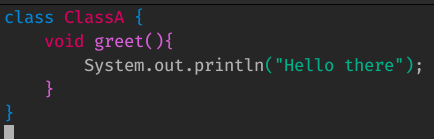 class ClassA {
    void greet(){
        System.out.println("Hello there");
    }
}